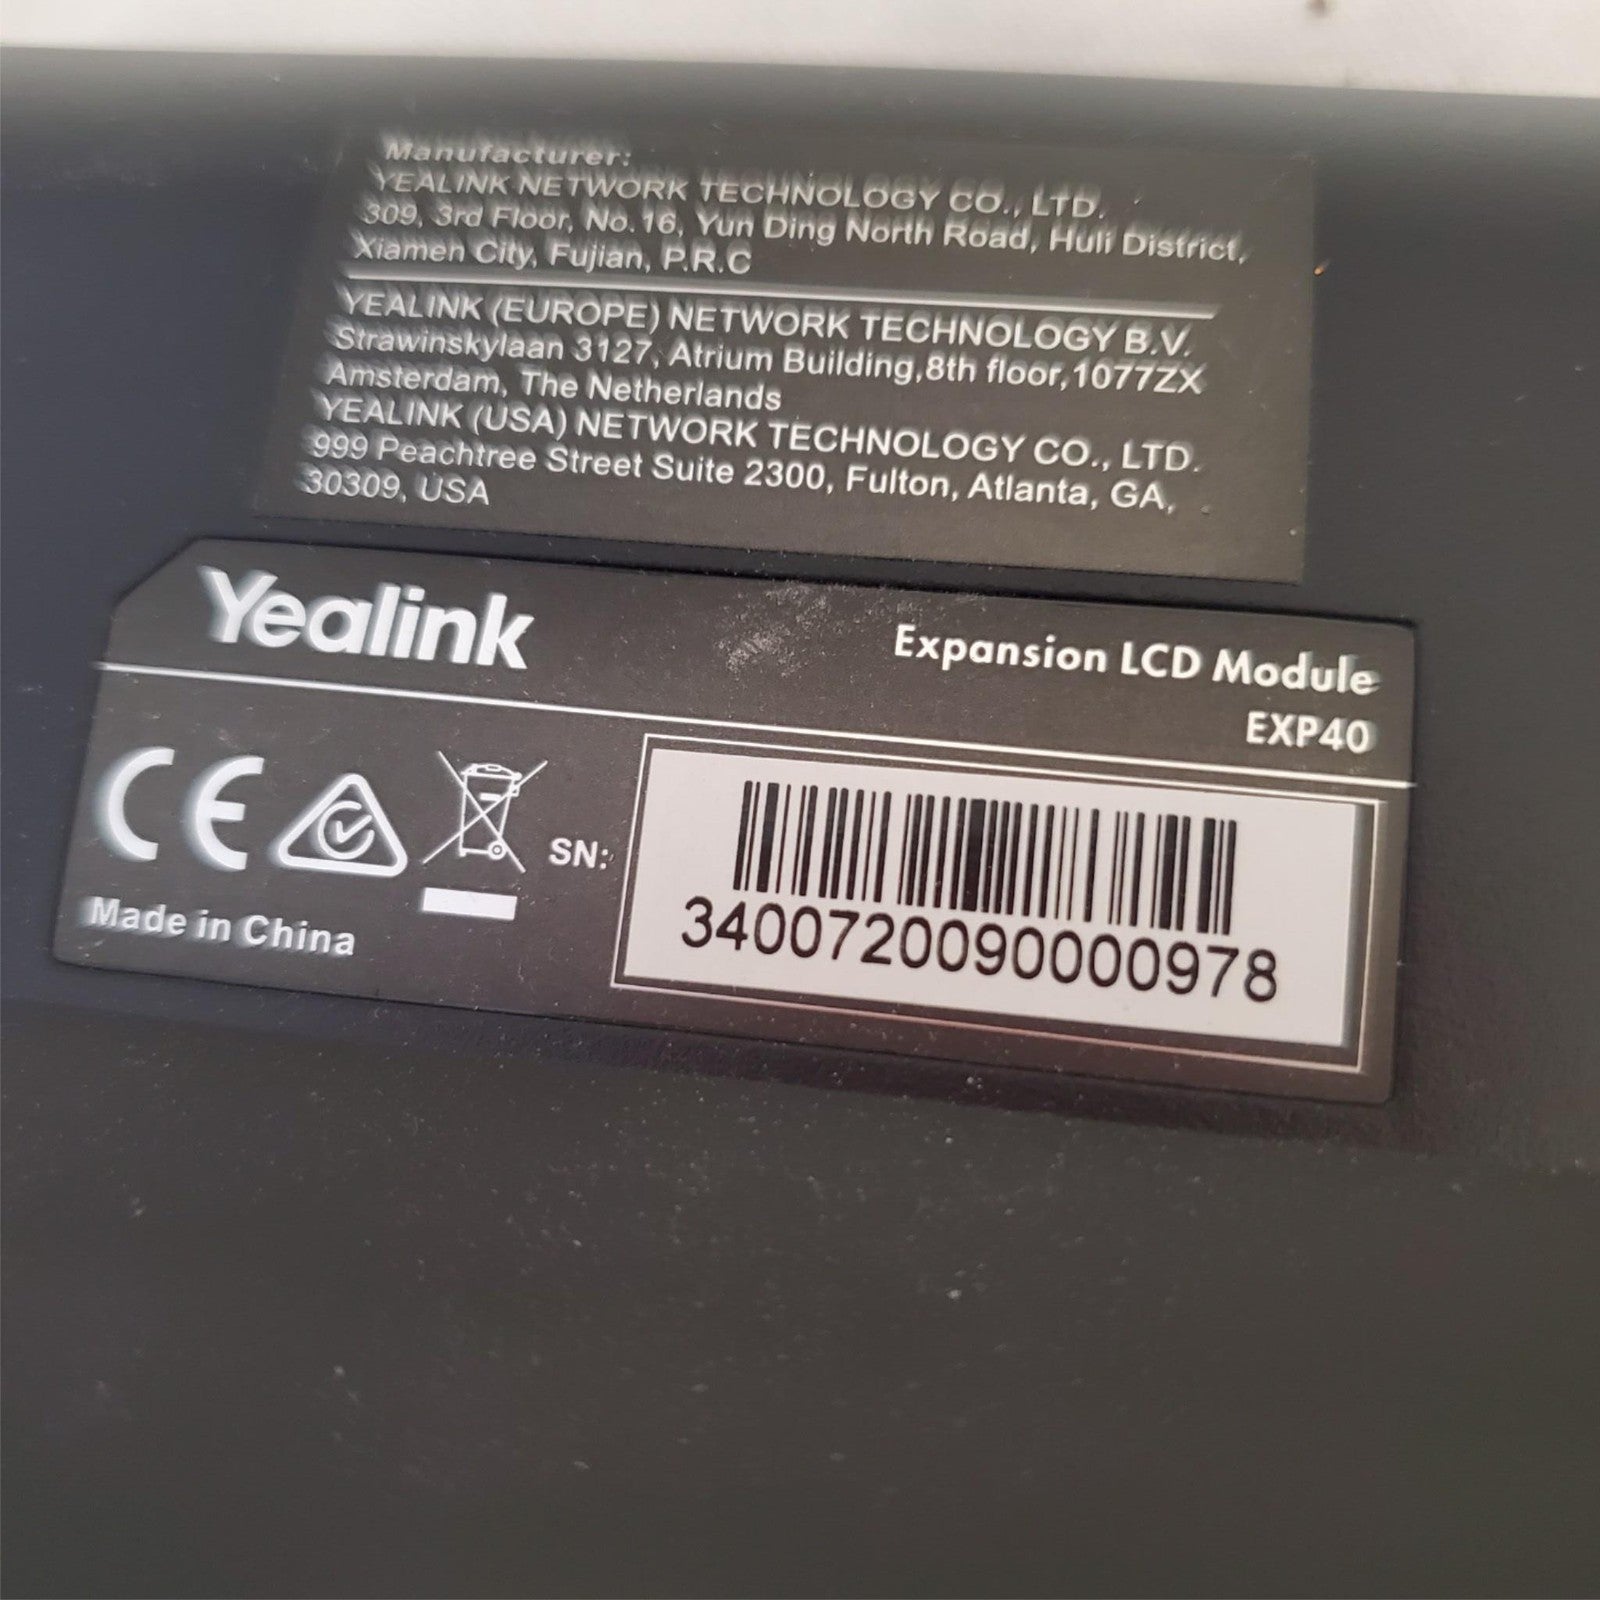 Manufacturer:
YEALINK NETWORK TECHNOLOGY CO., LTD.
309, 3rd Floor, No.16, Yun Ding North Road, Huli District,
Xiamen City, Fujian, P.R.C
YEALINK (EUROPE) NETWORK TECHNOLOGY B.V.
Strawinskylaan 3127, Atrium Building,8th floor,1077ZX
Amsterdam, The Netherlands
YEALINK (USA) NETWORK TECHNOLOGY CO., LTD.
999 Peachtree Street Suite 2300, Fulton, Atlanta, GA,
30309, USA
Yealink
Expansion LCD Module
EXP40
CE
SN:
3400720090000978
Made in China